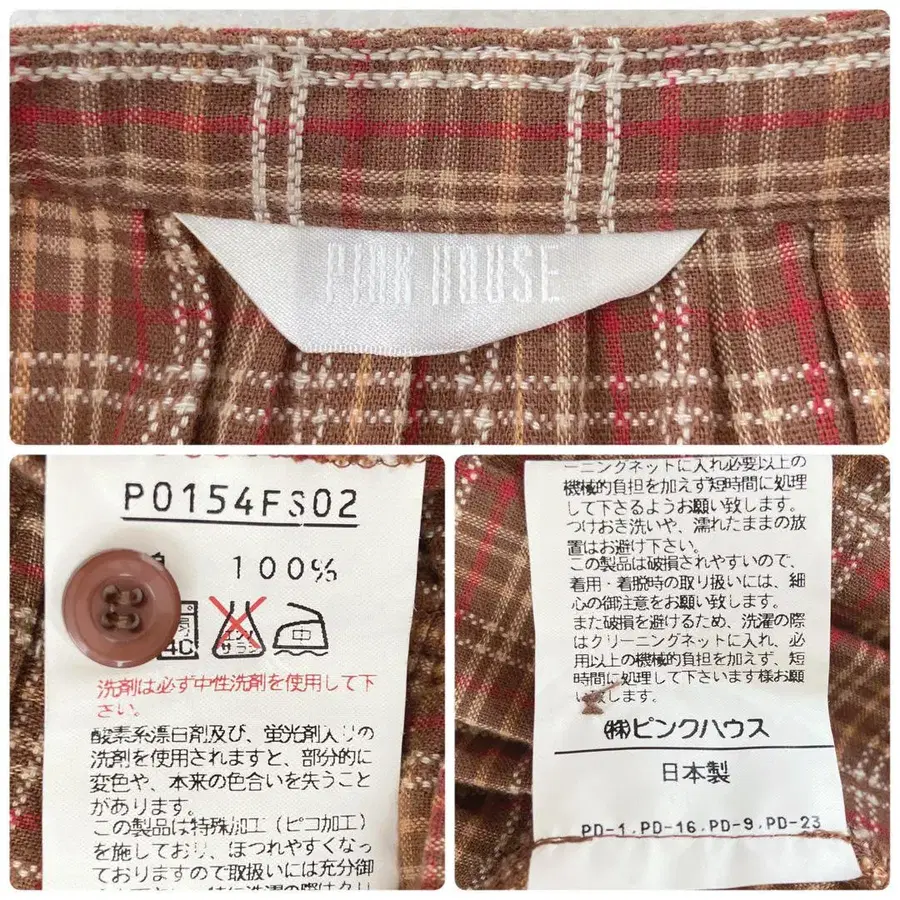 PINK HOUSE
P0154FS02
100%
エンソ
サラシ
中
洗剤は必ず中性洗剤を使用して下
さい。
酸素系漂白剤及び、蛍光剤入りの
洗剤を使用されますと、部分的に
変色や、本来の色合いを失うこと
があります。
この製品は特殊加工(ピコ加工)
を施しており、ほつれやすくなっ
ておりますので取扱いには充分御
ーニングネットに入れ必要以上の
機械的負担を加えず短時間に処理
して下さるようお願い致します。
つけおき洗いや、濡れたままの放
置はお避け下さい。
この製品は破損されやすいので、
着用・着脱時の取り扱いには、細
心の御注意をお願い致します。
また破損を避けるため、洗濯の際
はクリーニングネットに入れ、必
用以上の機械的負担を加えず、短
時間に処理して下さいます様お願
い致します。
㈱ピンクハウス
日本製
PD-1,PD-16,PD-9,PD-23